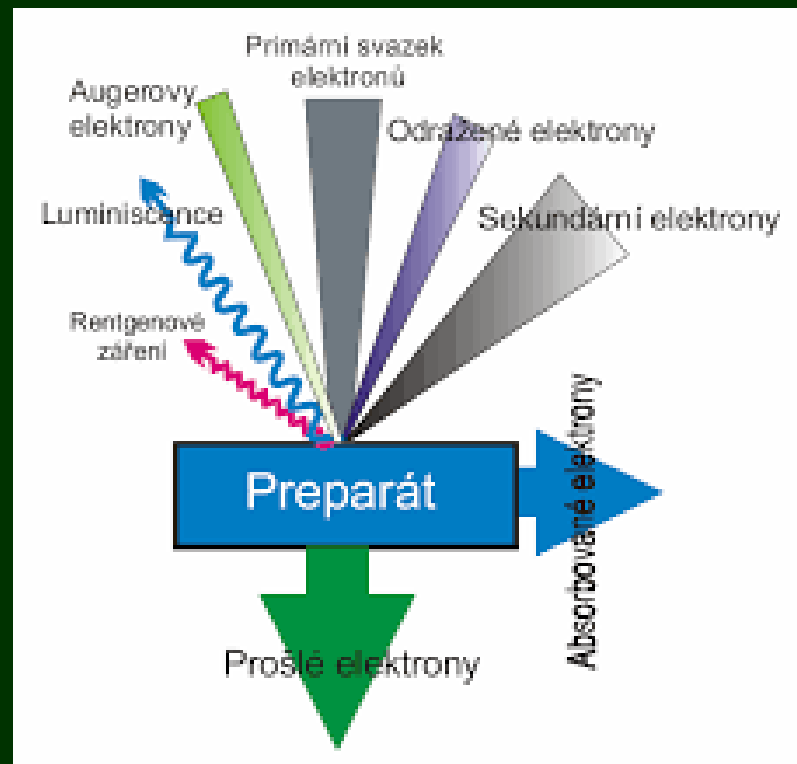 Primární svazek
elektronů
Augerovy
elektrony
Odražené elektrony
Luminiscence
Sekundární elektrony
Rentgenové
záření
Preparát
Absorbované elektrony
Prošlé elektrony